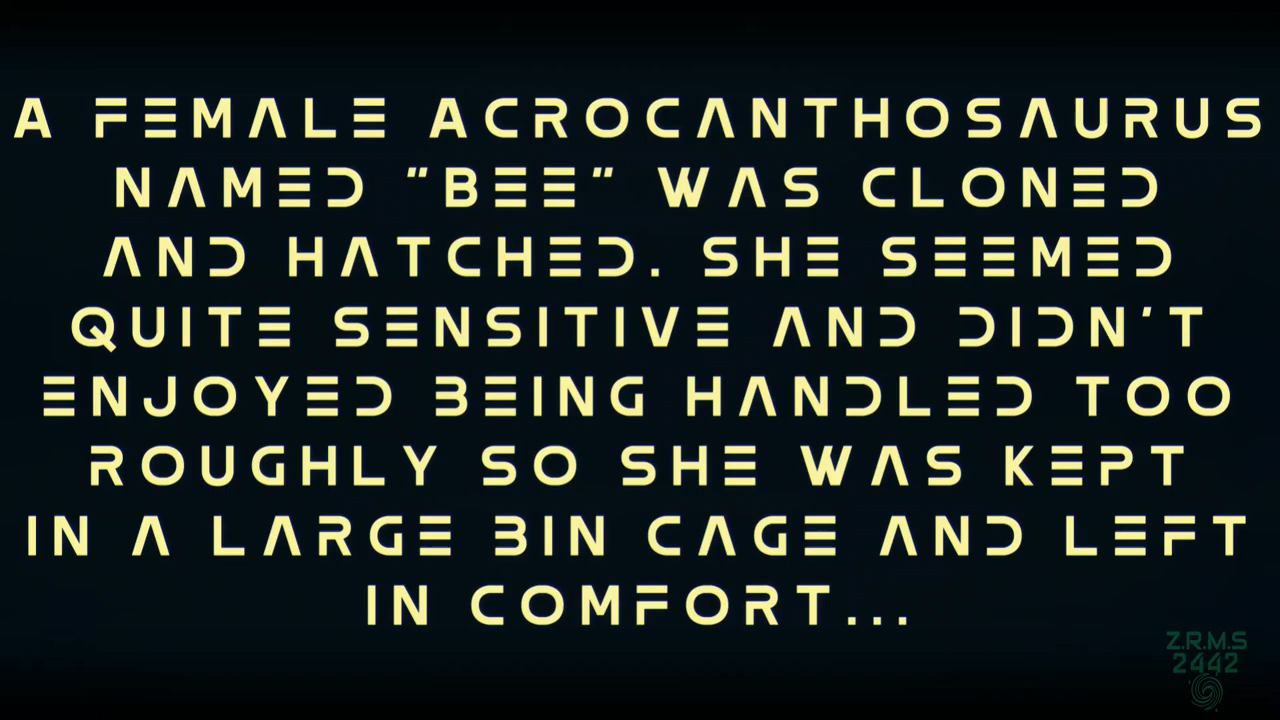 A FEMALE ACROCANTHOSAURUS
NAMED "BEE" WAS CLONED
AND HATCHED. SHE SEEMED
QUITE SENSITIVE AND DIDN'T
ENJOYED BEING HANDLED TOO
ROUGHLY SO SHE WAS KEPT
IN A LARGE BIN CAGE AND LEFT
IN COMFORT...
Z.R.M.S
2442